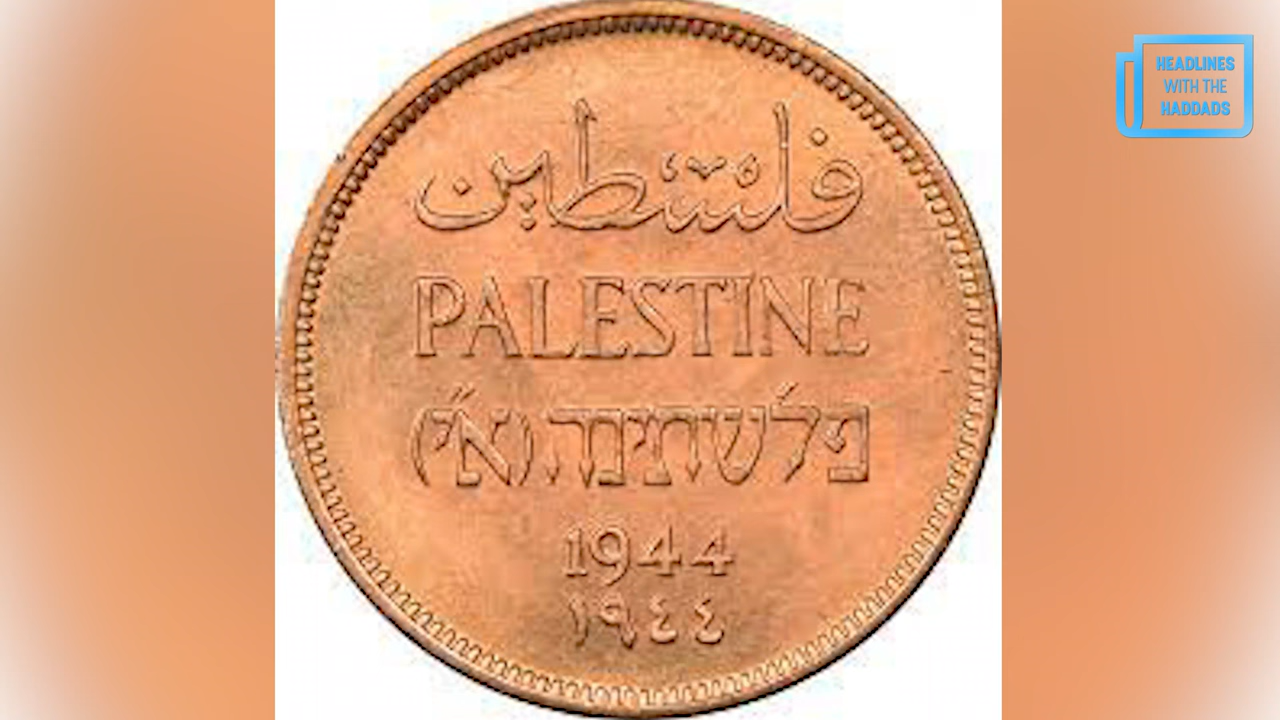 فلسطين
PALESTINE
פלשתינה (א״י)
1944
١٩٤٤
HEADLINES
WITH THE
HADDADS